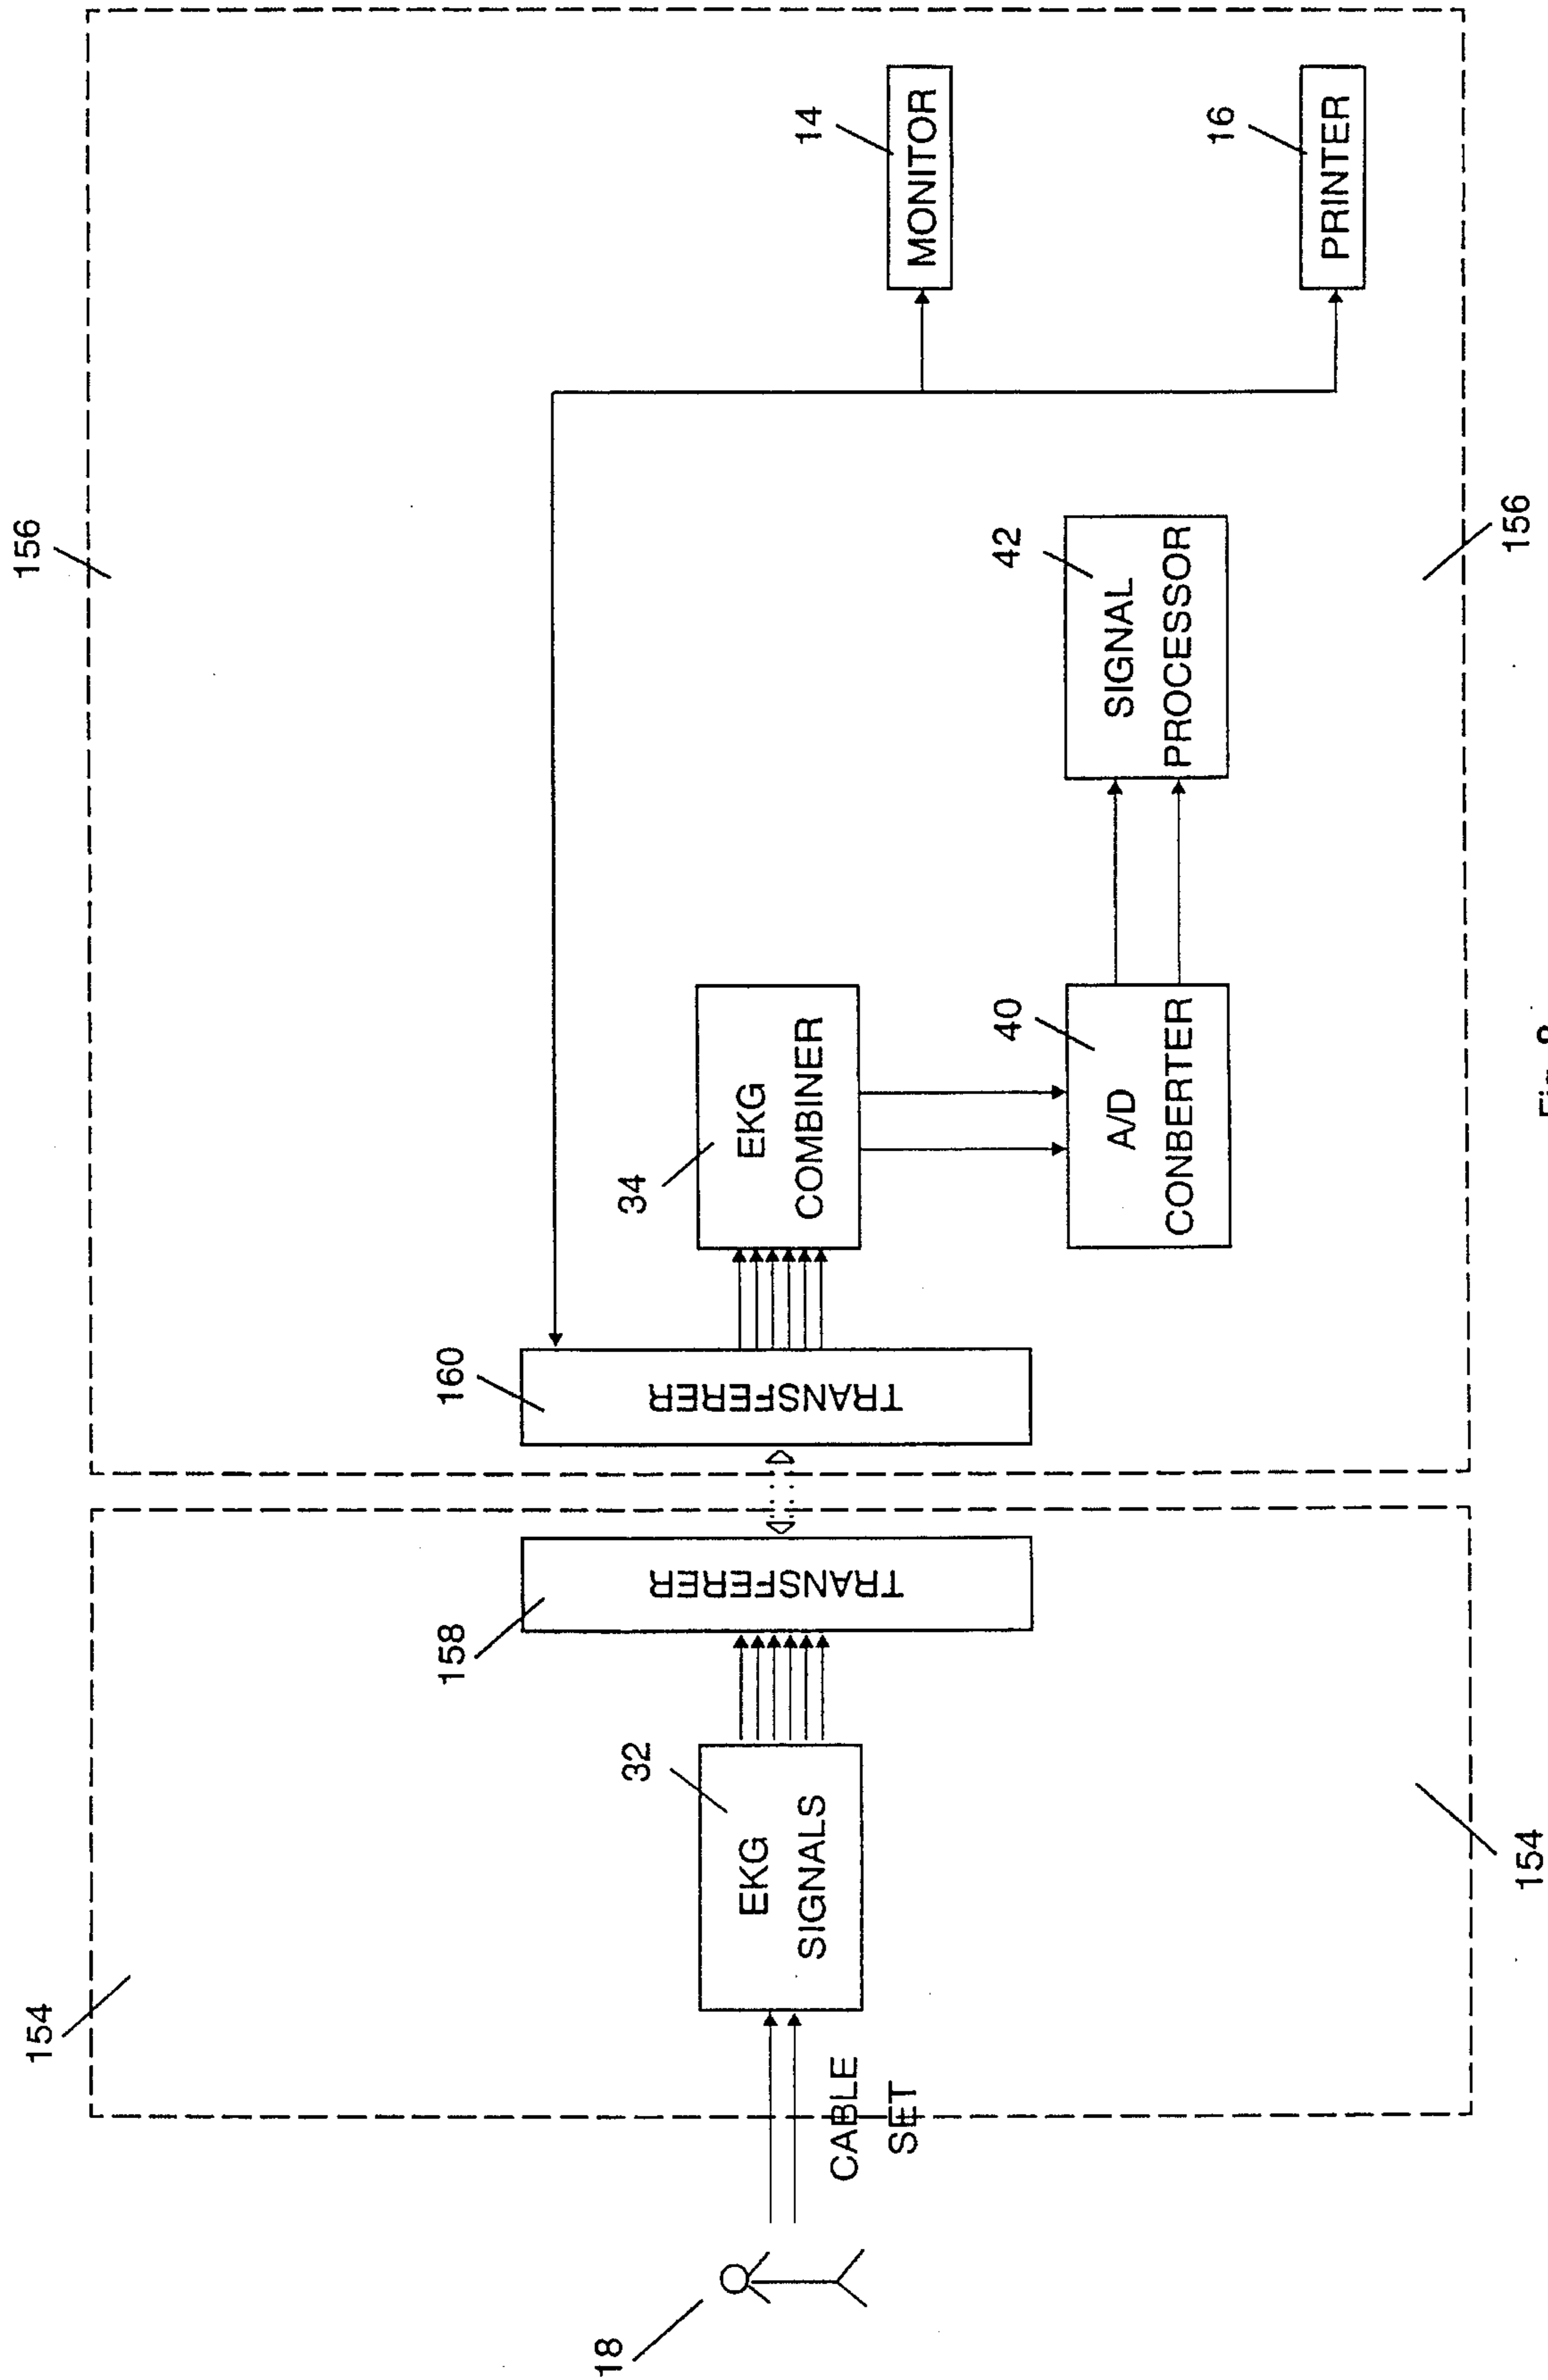 154
156
158
160
TRANSFERER
TRANSFERER
18
32
EKG
SIGNALS
34
EKG
COMBINER
14
MONITOR
CABLE
SET
40
A/D
CONBERTER
42
SIGNAL
PROCESSOR
16
PRINTER
154
156
Fig